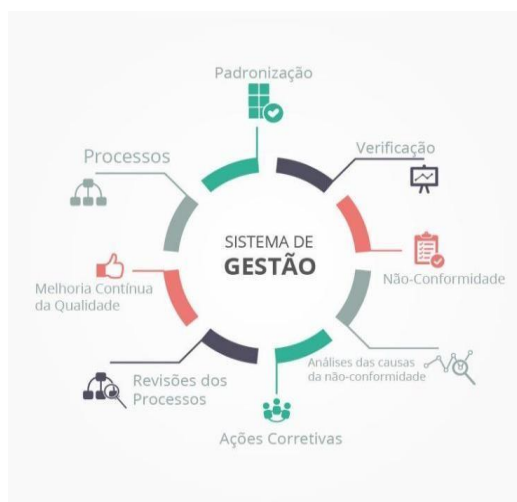 Padronização
Verificação
Processos
SISTEMA DE
GESTÃO
Não-Conformidade
Melhoria Contínua
da Qualidade
Análises das causas
da não-conformidade
Revisões dos
Processos
Ações Corretivas